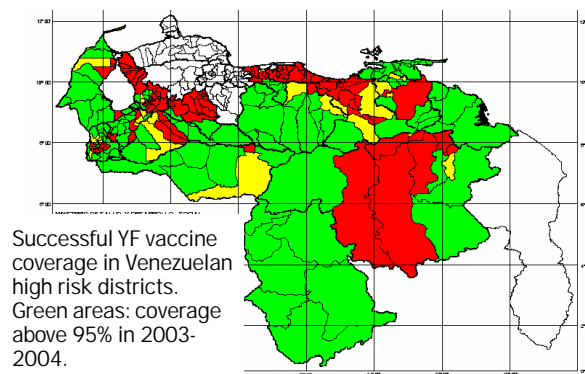 Successful YF vaccine
coverage in Venezuelan
high risk districts.
Green areas: coverage
above 95% in 2003-
2004.